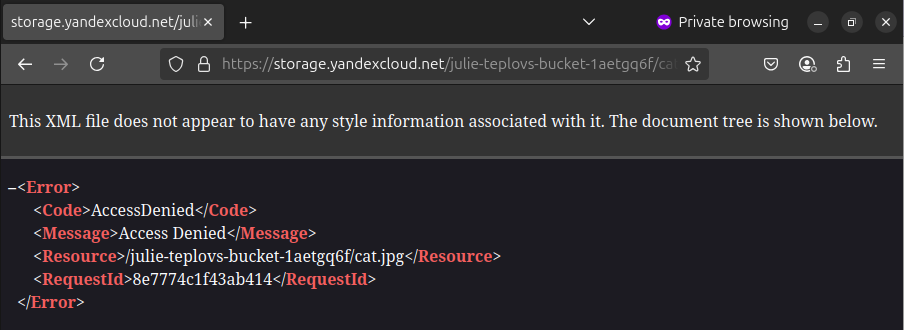 storage.yandexcloud.net/juli
Private browsing
https://storage.yandexcloud.net/julie-teplovs-bucket-1aetgq6f/cat
This XML file does not appear to have any style information associated with it. The document tree is shown below.
–<Error>
<Code>AccessDenied</Code>
<Message>Access Denied</Message>
<Resource>/julie-teplovs-bucket-1aetgq6f/cat.jpg</Resource>
<RequestId>8e7774c1f43ab414</RequestId>
</Error>